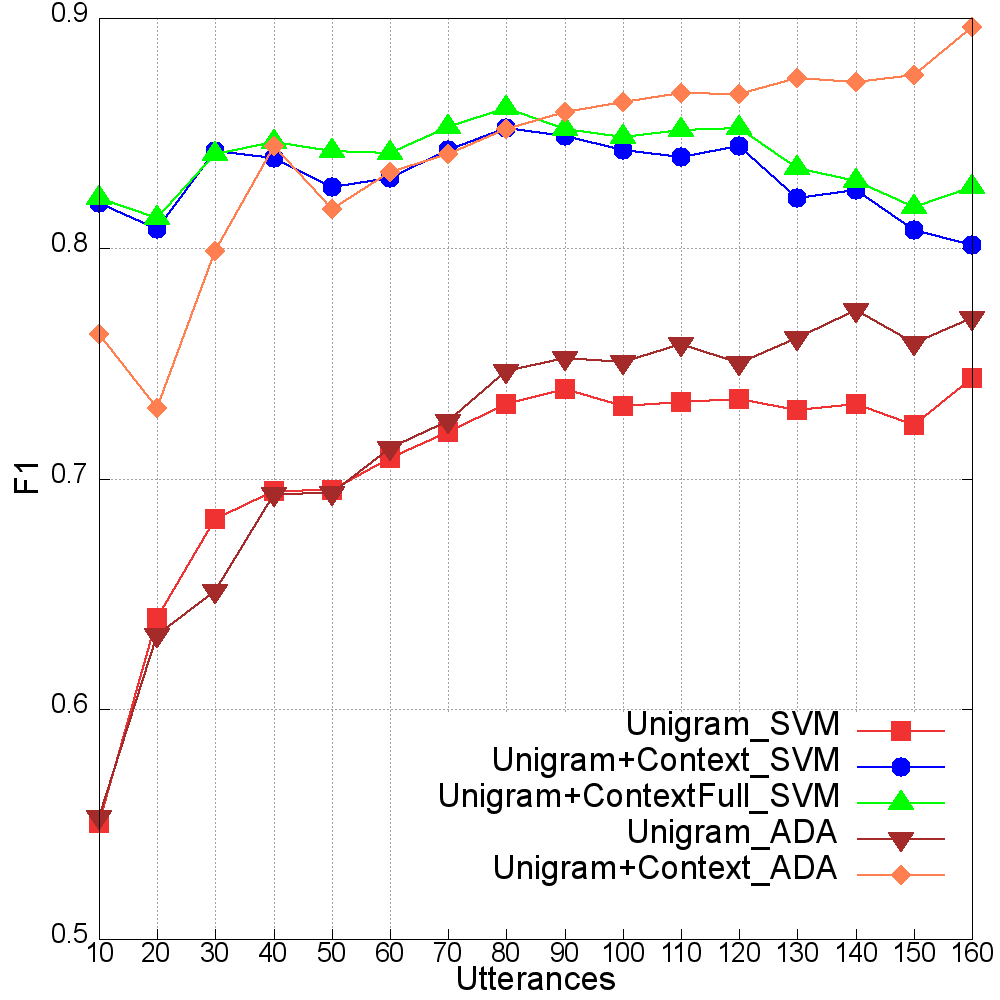 0.9
0.8
0.7
0.6
0.5
F1
Unigram_SVM
Unigram+Context_SVM
Unigram+ContextFull_SVM
Unigram_ADA
Unigram+Context_ADA
10 20 30 40 50 60 70 80 90 100 110 120 130 140 150 160
Utterances